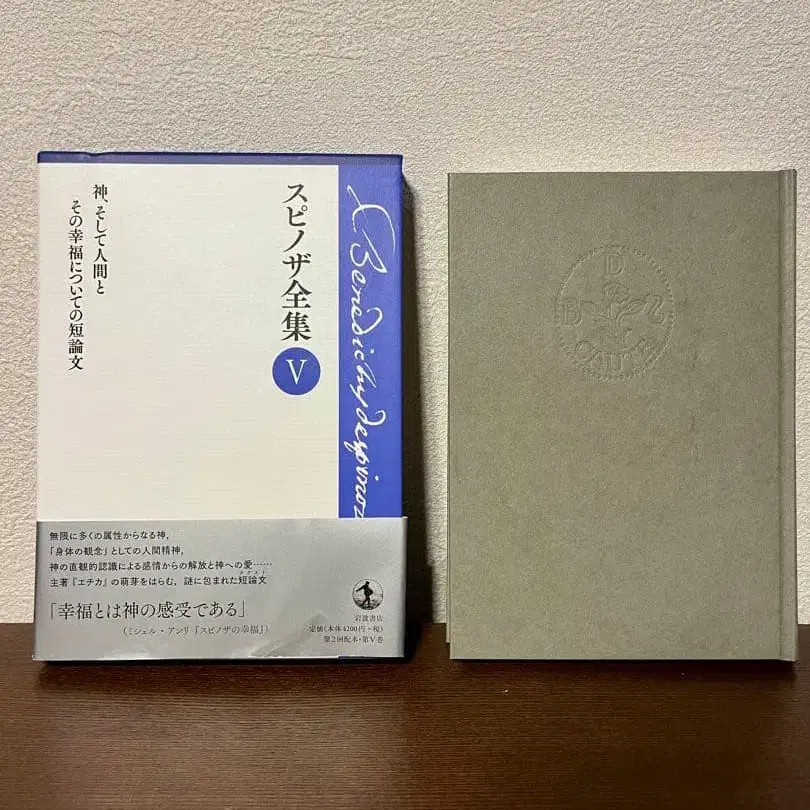 神、そして人間と
その幸福についての短論文
スピノザ全集
V
Benedictus de Spinoza
無限に多くの属性からなる神,
「身体の観念」としての人間精神,
神の直観的認識による感情からの解放と神への愛……
主著『エチカ』の萌芽をはらむ, 謎に包まれた短論文
「幸福とは神の感受である」
(ミシェル・アンリ『スピノザの幸福』)
岩波書店
定価(本体4200円+税)
第2回配本・第V巻
D
B